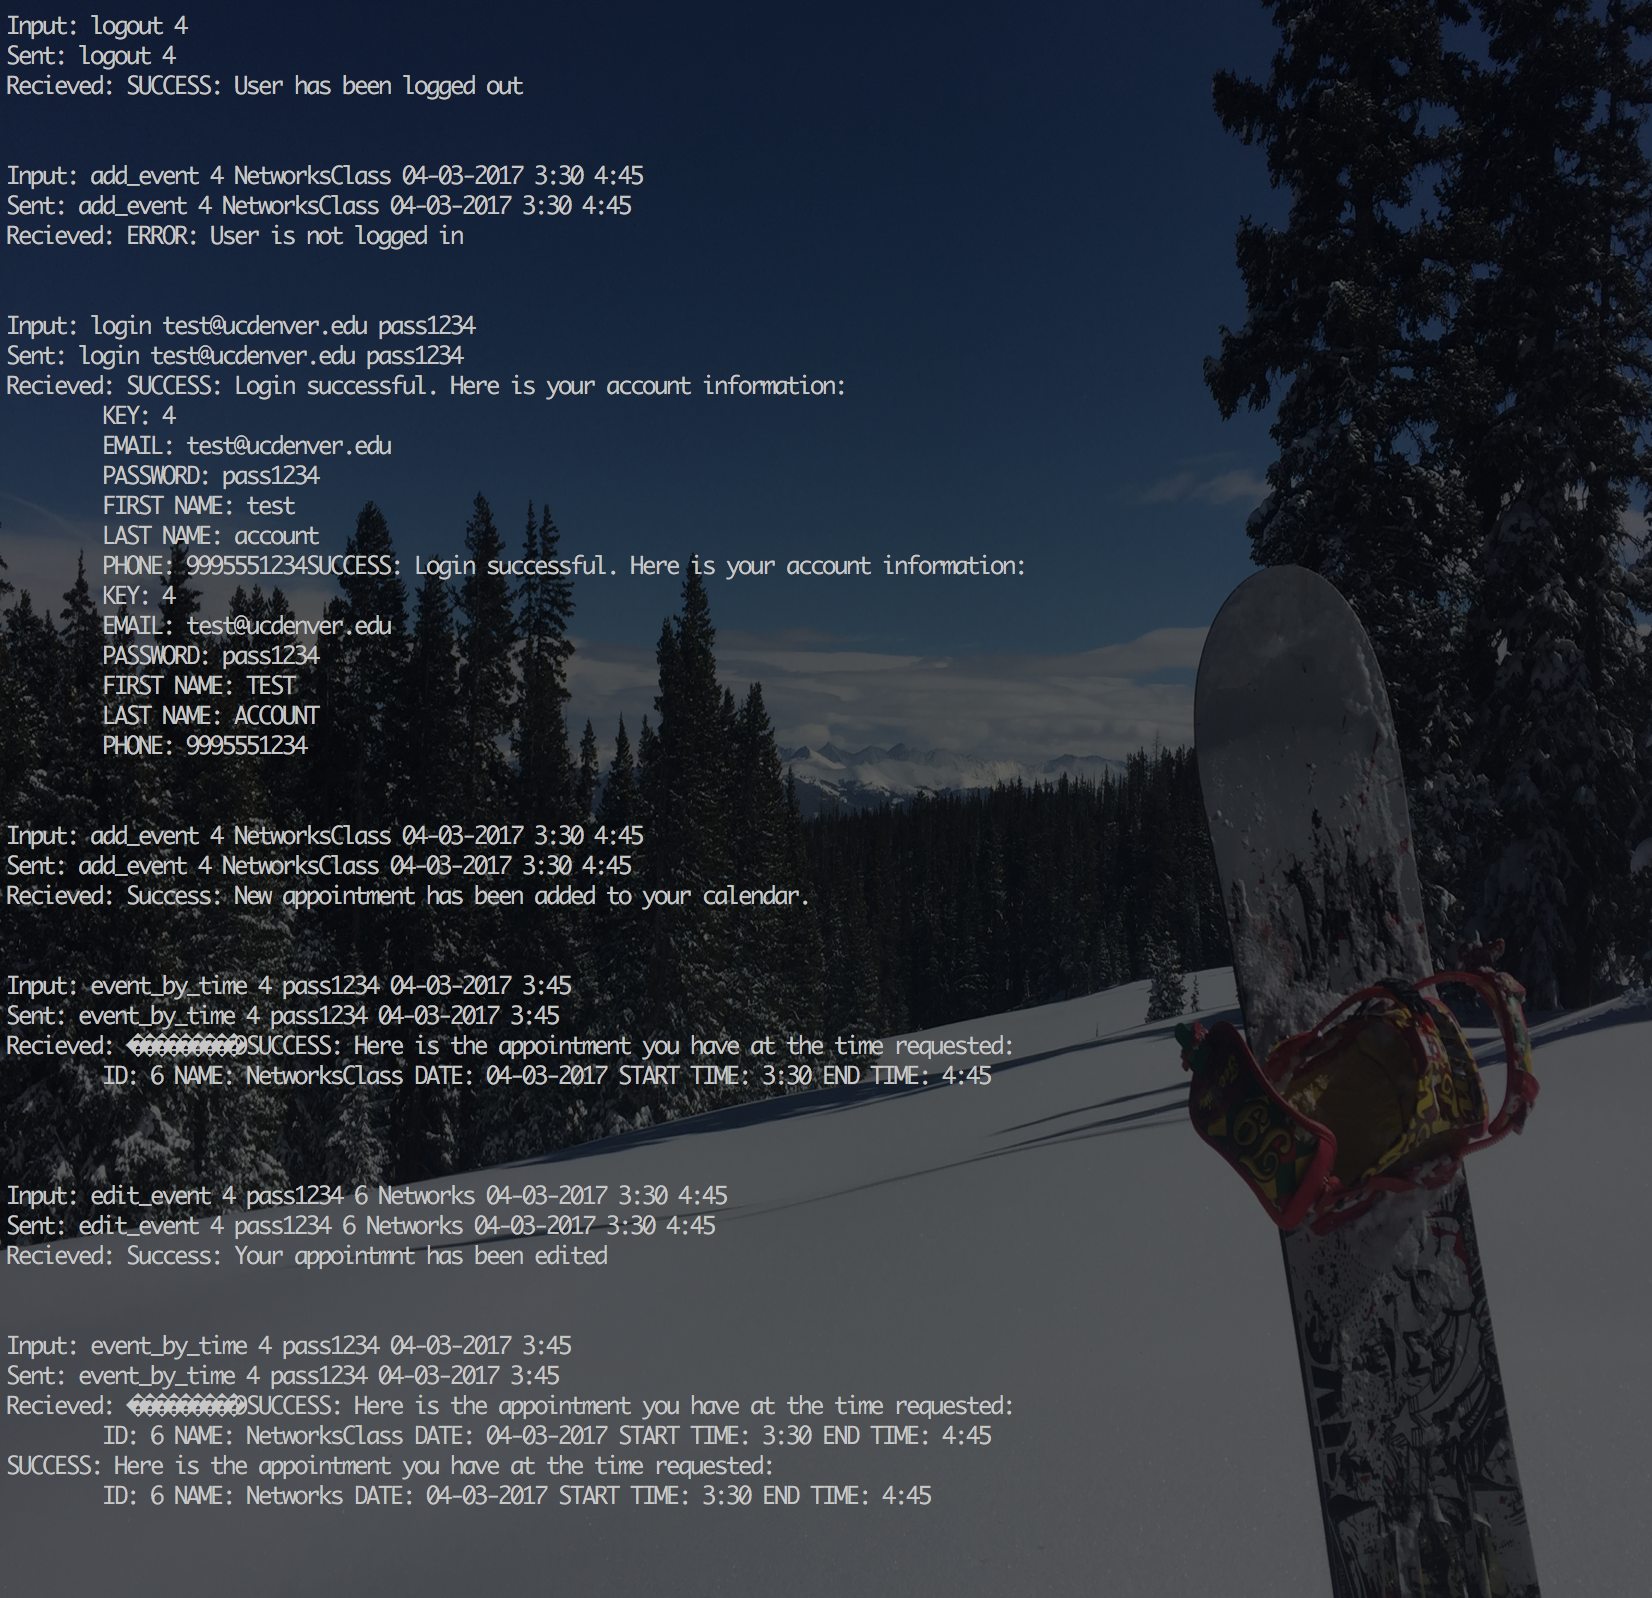 Input: logout 4
Sent: logout 4
Recieved: SUCCESS: User has been logged out
Input: add_event 4 NetworksClass 04-03-2017 3:30 4:45
Sent: add_event 4 NetworksClass 04-03-2017 3:30 4:45
Recieved: ERROR: User is not logged in
Input: login test@ucdenver.edu pass1234
Sent: login test@ucdenver.edu pass1234
Recieved: SUCCESS: Login successful. Here is your account information:
KEY: 4
EMAIL: test@ucdenver.edu
PASSWORD: pass1234
FIRST NAME: test
LAST NAME: account
PHONE: 9995551234SUCCESS: Login successful. Here is your account information:
KEY: 4
EMAIL: test@ucdenver.edu
PASSWORD: pass1234
FIRST NAME: TEST
LAST NAME: ACCOUNT
PHONE: 9995551234
Input: add_event 4 NetworksClass 04-03-2017 3:30 4:45
Sent: add_event 4 NetworksClass 04-03-2017 3:30 4:45
Recieved: Success: New appointment has been added to your calendar.
Input: event_by_time 4 pass1234 04-03-2017 3:45
Sent: event_by_time 4 pass1234 04-03-2017 3:45
Recieved: SUCCESS: Here is the appointment you have at the time requested:
ID: 6 NAME: NetworksClass DATE: 04-03-2017 START TIME: 3:30 END TIME: 4:45
Input: edit_event 4 pass1234 6 Networks 04-03-2017 3:30 4:45
Sent: edit_event 4 pass1234 6 Networks 04-03-2017 3:30 4:45
Recieved: Success: Your appointmnt has been edited
Input: event_by_time 4 pass1234 04-03-2017 3:45
Sent: event_by_time 4 pass1234 04-03-2017 3:45
Recieved: SUCCESS: Here is the appointment you have at the time requested:
ID: 6 NAME: NetworksClass DATE: 04-03-2017 START TIME: 3:30 END TIME: 4:45
SUCCESS: Here is the appointment you have at the time requested:
ID: 6 NAME: Networks DATE: 04-03-2017 START TIME: 3:30 END TIME: 4:45